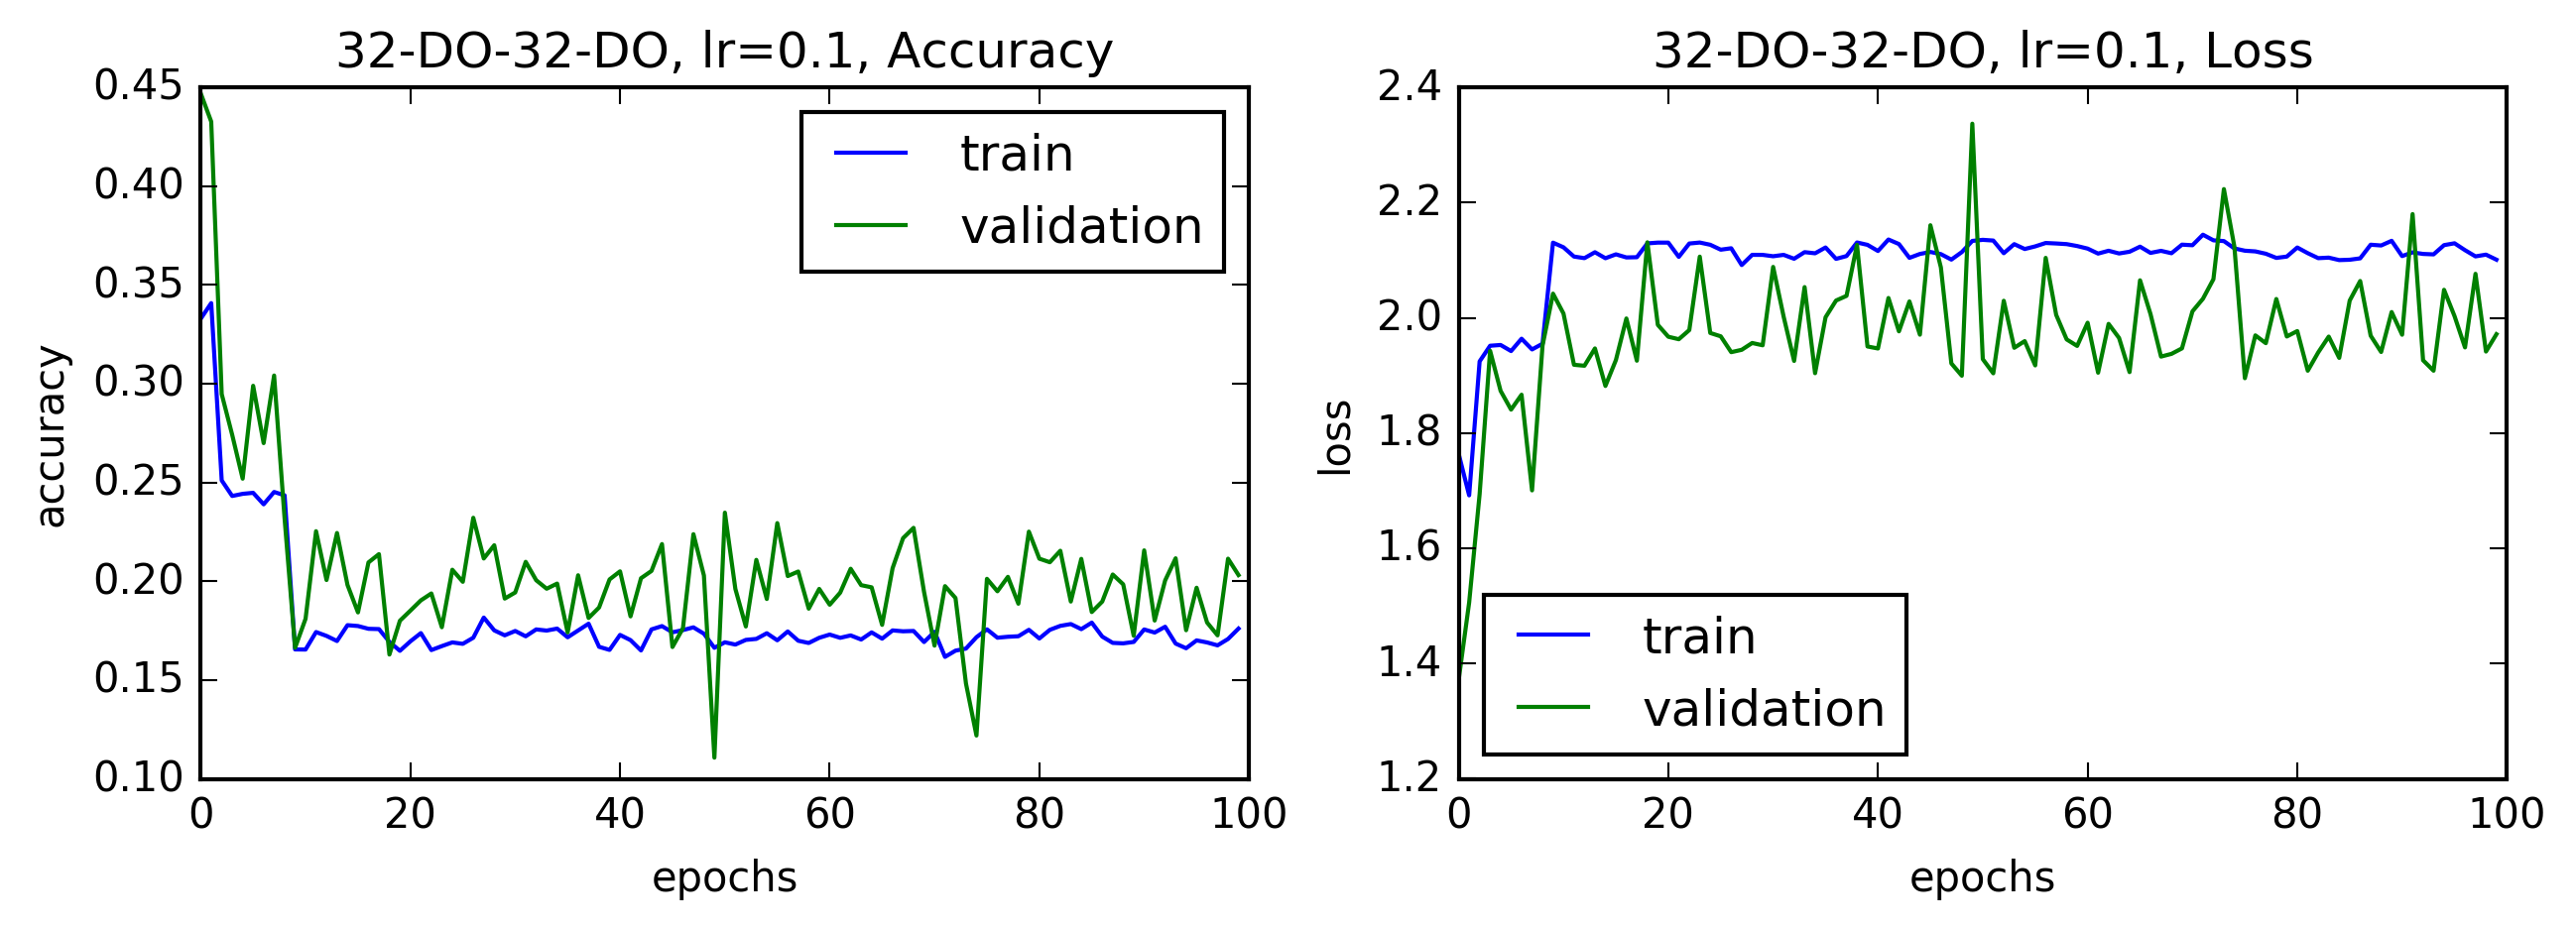 32-DO-32-DO, lr=0.1, Accuracy
0.45
0.40
0.35
0.30
0.25
0.20
0.15
0.10
accuracy
train
validation
0 20 40 60 80 100
epochs
32-DO-32-DO, lr=0.1, Loss
2.4
2.2
2.0
1.8
1.6
1.4
1.2
loss
train
validation
0 20 40 60 80 100
epochs